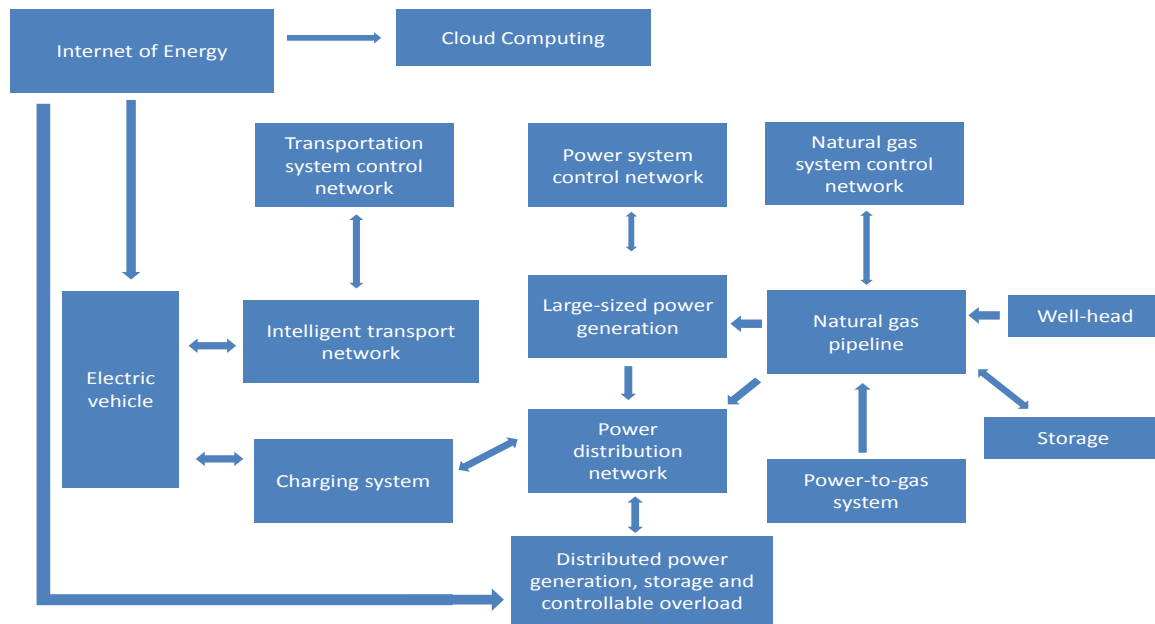 Internet of Energy
Cloud Computing
Transportation
system control
network
Power system
control network
Natural gas
system control
network
Large-sized power
generation
Natural gas
pipeline
Well-head
Intelligent transport
network
Electric
vehicle
Power
distribution
network
Storage
Charging system
Power-to-gas
system
Distributed power
generation, storage and
controllable overload